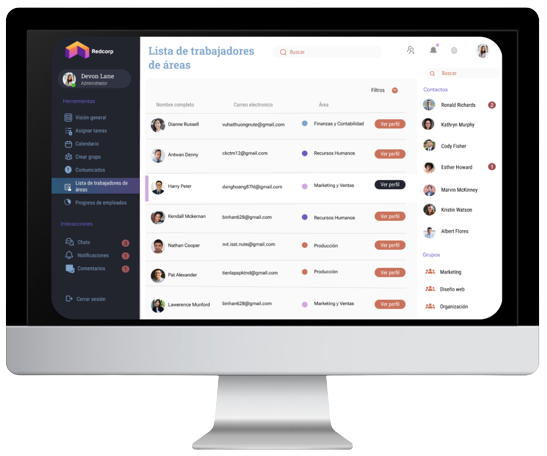 Redcorp
Devon Lane
Administrador
Herramientas
Visión general
Asignar tareas
Calendario
Crear grupo
Comunicados
Lista de trabajadores de
áreas
Progreso de empleados
Interacciones
Chats 3
Notificaciones 1
Comentarios 1
Cerrar sesión
Lista de trabajadores
de áreas
Buscar
Filtros
Nombre completo Correo electronico Área
Dianne Russell vuhaithuongnute@gmail.com Finanzas y Contabilidad Ver perfil
Antwan Denny ckctm12@gmail.com Recursos Humanos Ver perfil
Harry Peter danghoang87hl@gmail.com Marketing y Ventas Ver perfil
Kendall Mckernan binhan628@gmail.com Recursos Humanos Ver perfil
Nathan Cooper nvt.isst.nute@gmail.com Producción Ver perfil
Pat Alexander tienlapspktnd@gmail.com Producción Ver perfil
Lawerence Munford binhan628@gmail.com Marketing y Ventas Ver perfil
Buscar
Contactos
Ronald Richards 2
Kathryn Murphy
Cody Fisher
Esther Howard 1
Marvin McKinney
Kristin Watson
Albert Flores
Grupos
Marketing
Diseño web
Organización